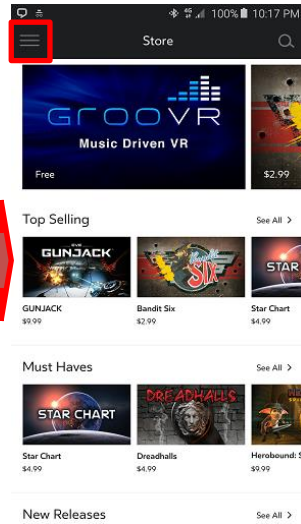 100% 10:17 PM
Store
GROOVR
Music Driven VR
Free
$2.99
Top Selling
See All >
GUNJACK
Bandit
SIX
STAR
GUNJACK
Bandit Six
Star Chart
$9.99
$2.99
$4.99
Must Haves
See All >
STAR CHART
DREADHALLS
Star Chart
Dreadhalls
Herobound: S
$4.99
$4.99
$9.99
New Releases
See All >